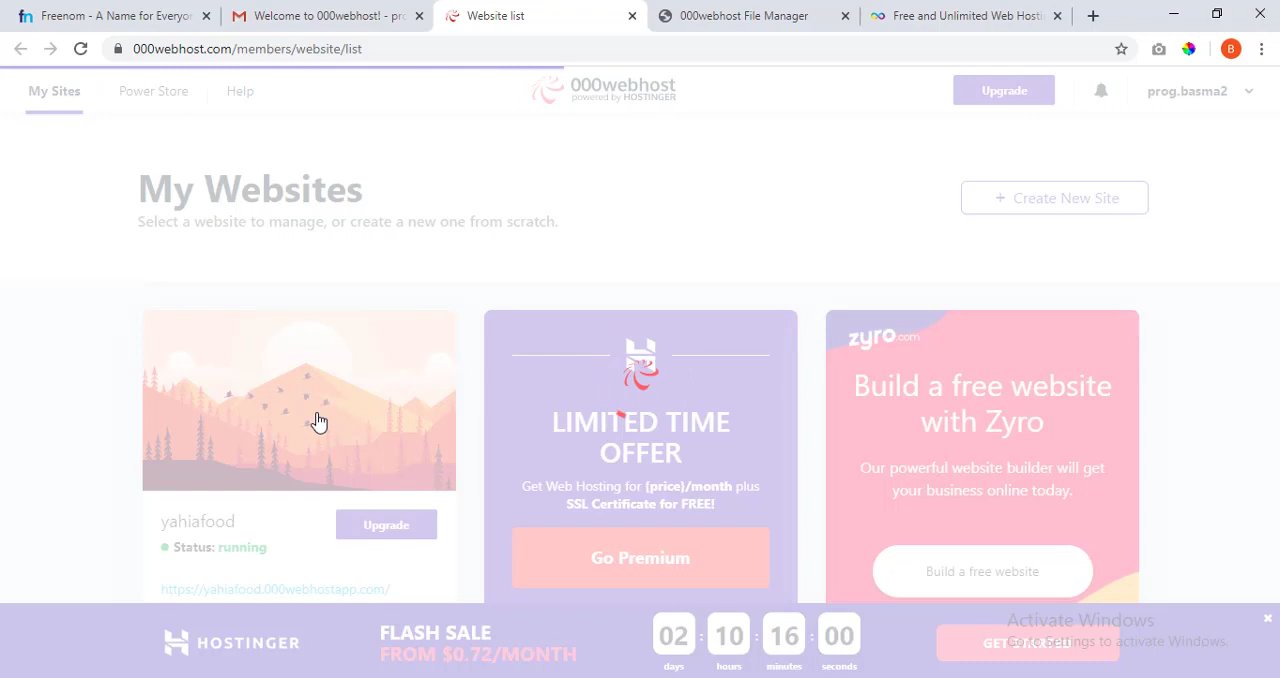 Freenom - A Name for Everyon
Welcome to 000webhost! - pro
Website list
000webhost File Manager
Free and Unlimited Web Hosti
000webhost.com/members/website/list
B
My Sites
Power Store
Help
000webhost
powered by HOSTINGER
Upgrade
prog.basma2
My Websites
Select a website to manage, or create a new one from scratch.
+ Create New Site
yahiafood
Status: running
Upgrade
https://yahiafood.000webhostapp.com/
LIMITED TIME
OFFER
Get Web Hosting for {price}/month plus
SSL Certificate for FREE!
Go Premium
zyro.com
Build a free website
with Zyro
Our powerful website builder will get
your business online today.
Build a free website
HOSTINGER
FLASH SALE
FROM $0.72/MONTH
02 : 10 : 16 : 00
days hours minutes seconds
Activate Windows
Go to Settings to activate Windows.